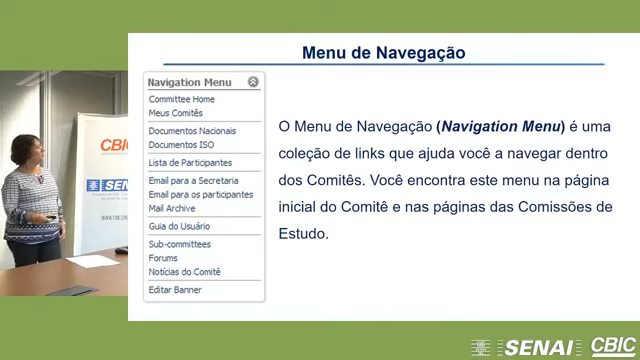 Menu de Navegação
Navigation Menu
Committee Home
Meus Comitês
Documentos Nacionais
Documentos ISO
Lista de Participantes
Email para a Secretaria
Email para os participantes
Mail Archive
Guia do Usuário
Sub-committees
Forums
Notícias do Comitê
Editar Banner
O Menu de Navegação (Navigation Menu) é uma
coleção de links que ajuda você a navegar dentro
dos Comitês. Você encontra este menu na página
inicial do Comitê e nas páginas das Comissões de
Estudo.
CBIC
SENAI
SENAI
CBIC